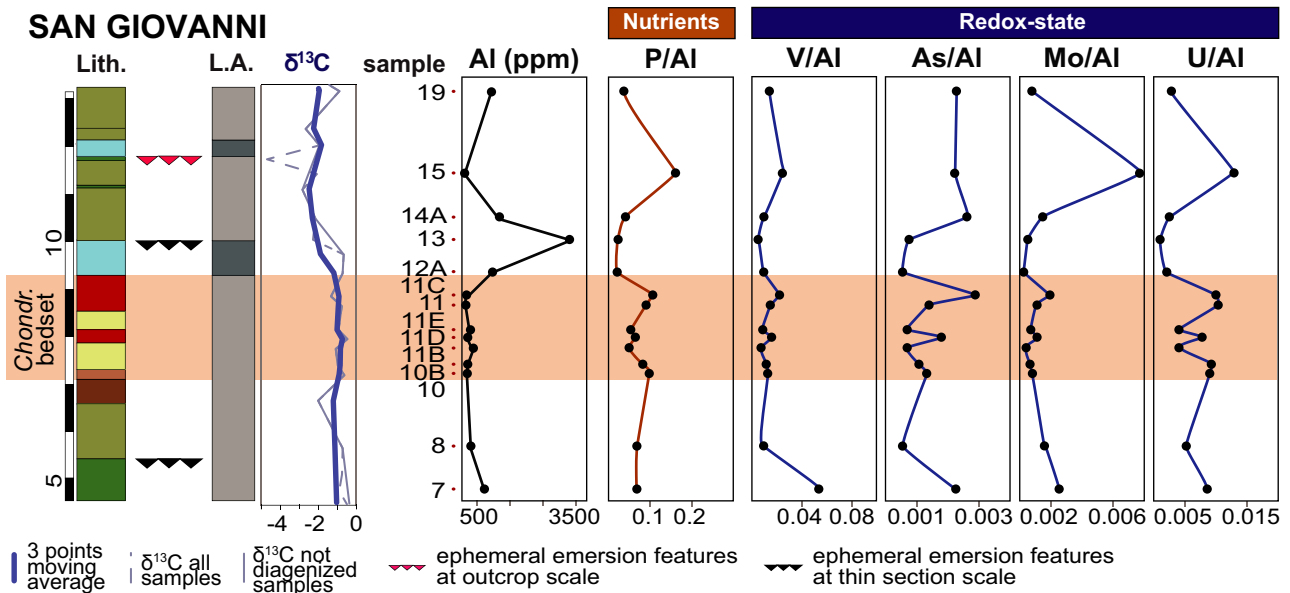 SAN GIOVANNI
Nutrients
Redox-state
Lith.
L.A.
δ¹³C
sample
Al (ppm)
P/Al
V/Al
As/Al
Mo/Al
U/Al
19
15
14A
13
12A
11C
11
11E
11D
11B
10B
10
8
7
10
5
Chondr.
bedset
-4 -2 0
500 3500
0.1 0.2
0.04 0.08
0.001 0.003
0.002 0.006
0.005 0.015
3 points
moving
average
δ¹³C all
samples
δ¹³C not
diagenized
samples
ephemeral emersion features
at outcrop scale
ephemeral emersion features
at thin section scale